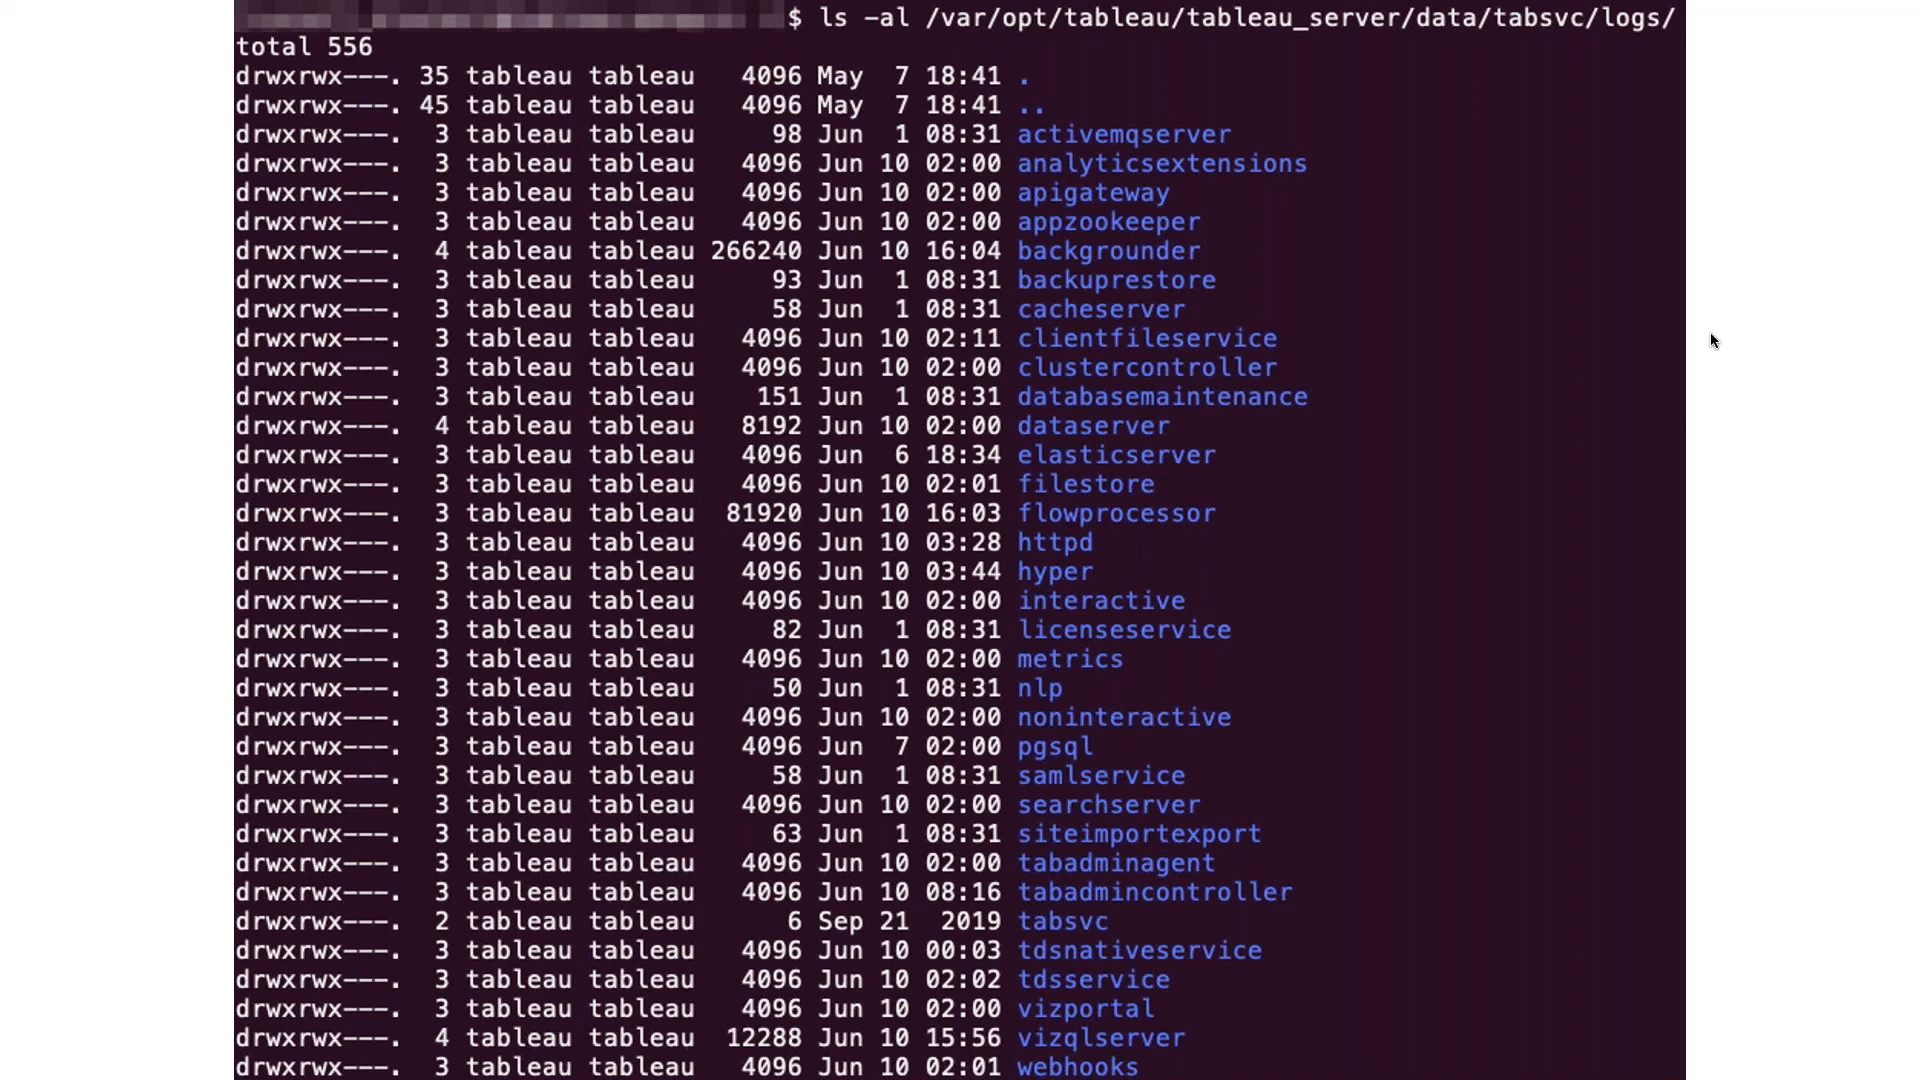 $ ls -al /var/opt/tableau/tableau_server/data/tabsvc/logs/
total 556
drwxrwx---. 35 tableau tableau   4096 May  7 18:41 .
drwxrwx---. 45 tableau tableau   4096 May  7 18:41 ..
drwxrwx---.  3 tableau tableau     98 Jun  1 08:31 activemqserver
drwxrwx---.  3 tableau tableau   4096 Jun 10 02:00 analyticsextensions
drwxrwx---.  3 tableau tableau   4096 Jun 10 02:00 apigateway
drwxrwx---.  3 tableau tableau   4096 Jun 10 02:00 appzookeeper
drwxrwx---.  4 tableau tableau 266240 Jun 10 16:04 backgrounder
drwxrwx---.  3 tableau tableau     93 Jun  1 08:31 backuprestore
drwxrwx---.  3 tableau tableau     58 Jun  1 08:31 cacheserver
drwxrwx---.  3 tableau tableau   4096 Jun 10 02:11 clientfileservice
drwxrwx---.  3 tableau tableau   4096 Jun 10 02:00 clustercontroller
drwxrwx---.  3 tableau tableau    151 Jun  1 08:31 databasemaintenance
drwxrwx---.  4 tableau tableau   8192 Jun 10 02:00 dataserver
drwxrwx---.  3 tableau tableau   4096 Jun  6 18:34 elasticserver
drwxrwx---.  3 tableau tableau   4096 Jun 10 02:01 filestore
drwxrwx---.  3 tableau tableau  81920 Jun 10 16:03 flowprocessor
drwxrwx---.  3 tableau tableau   4096 Jun 10 03:28 httpd
drwxrwx---.  3 tableau tableau   4096 Jun 10 03:44 hyper
drwxrwx---.  3 tableau tableau   4096 Jun 10 02:00 interactive
drwxrwx---.  3 tableau tableau     82 Jun  1 08:31 licenseservice
drwxrwx---.  3 tableau tableau   4096 Jun 10 02:00 metrics
drwxrwx---.  3 tableau tableau     50 Jun  1 08:31 nlp
drwxrwx---.  3 tableau tableau   4096 Jun 10 02:00 noninteractive
drwxrwx---.  3 tableau tableau   4096 Jun  7 02:00 pgsql
drwxrwx---.  3 tableau tableau     58 Jun  1 08:31 samlservice
drwxrwx---.  3 tableau tableau   4096 Jun 10 02:00 searchserver
drwxrwx---.  3 tableau tableau     63 Jun  1 08:31 siteimportexport
drwxrwx---.  3 tableau tableau   4096 Jun 10 02:00 tabadminagent
drwxrwx---.  3 tableau tableau   4096 Jun 10 08:16 tabadmincontroller
drwxrwx---.  2 tableau tableau      6 Sep 21  2019 tabsvc
drwxrwx---.  3 tableau tableau   4096 Jun 10 00:03 tdsnativeservice
drwxrwx---.  3 tableau tableau   4096 Jun 10 02:02 tdsservice
drwxrwx---.  3 tableau tableau   4096 Jun 10 02:00 vizportal
drwxrwx---.  4 tableau tableau  12288 Jun 10 15:56 vizqlserver
drwxrwx---.  3 tableau tableau   4096 Jun 10 02:01 webhooks